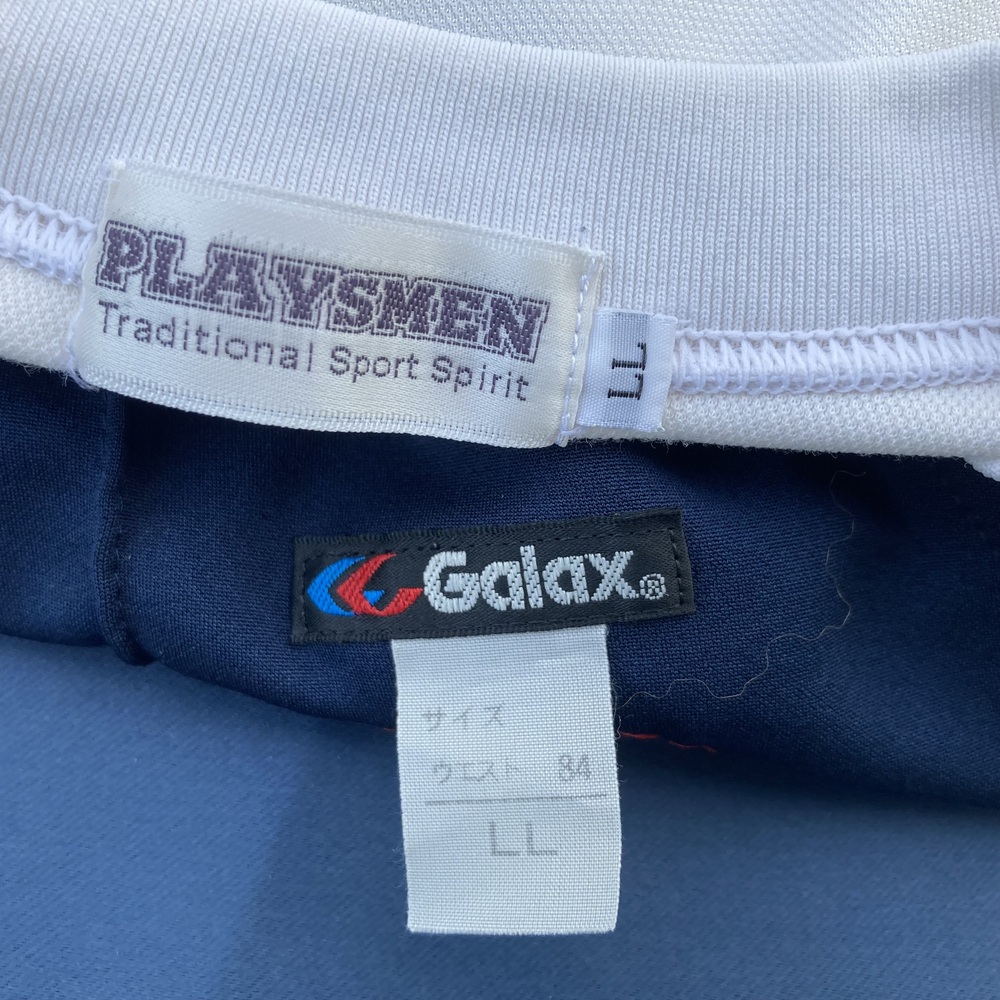 PLAYSMEN
Traditional Sport Spirit
LL
Galax®
サイズ
ウエスト 84
LL